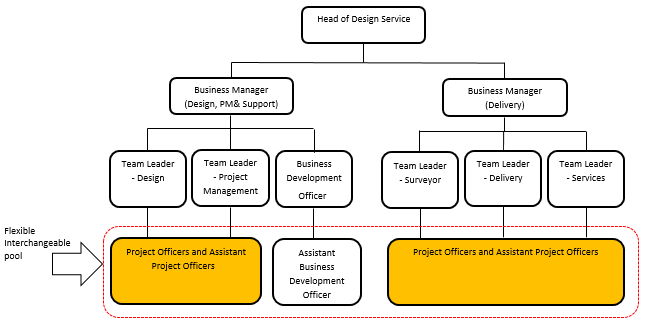 Head of Design Service
Business Manager
(Design, PM& Support)
Business Manager
(Delivery)
Team Leader
- Design
Team Leader
- Project
Management
Business
Development
Officer
Team Leader
- Surveyor
Team Leader
- Delivery
Team Leader
- Services
Flexible
Interchangeable
pool
Project Officers and Assistant
Project Officers
Assistant
Business
Development
Officer
Project Officers and Assistant Project Officers